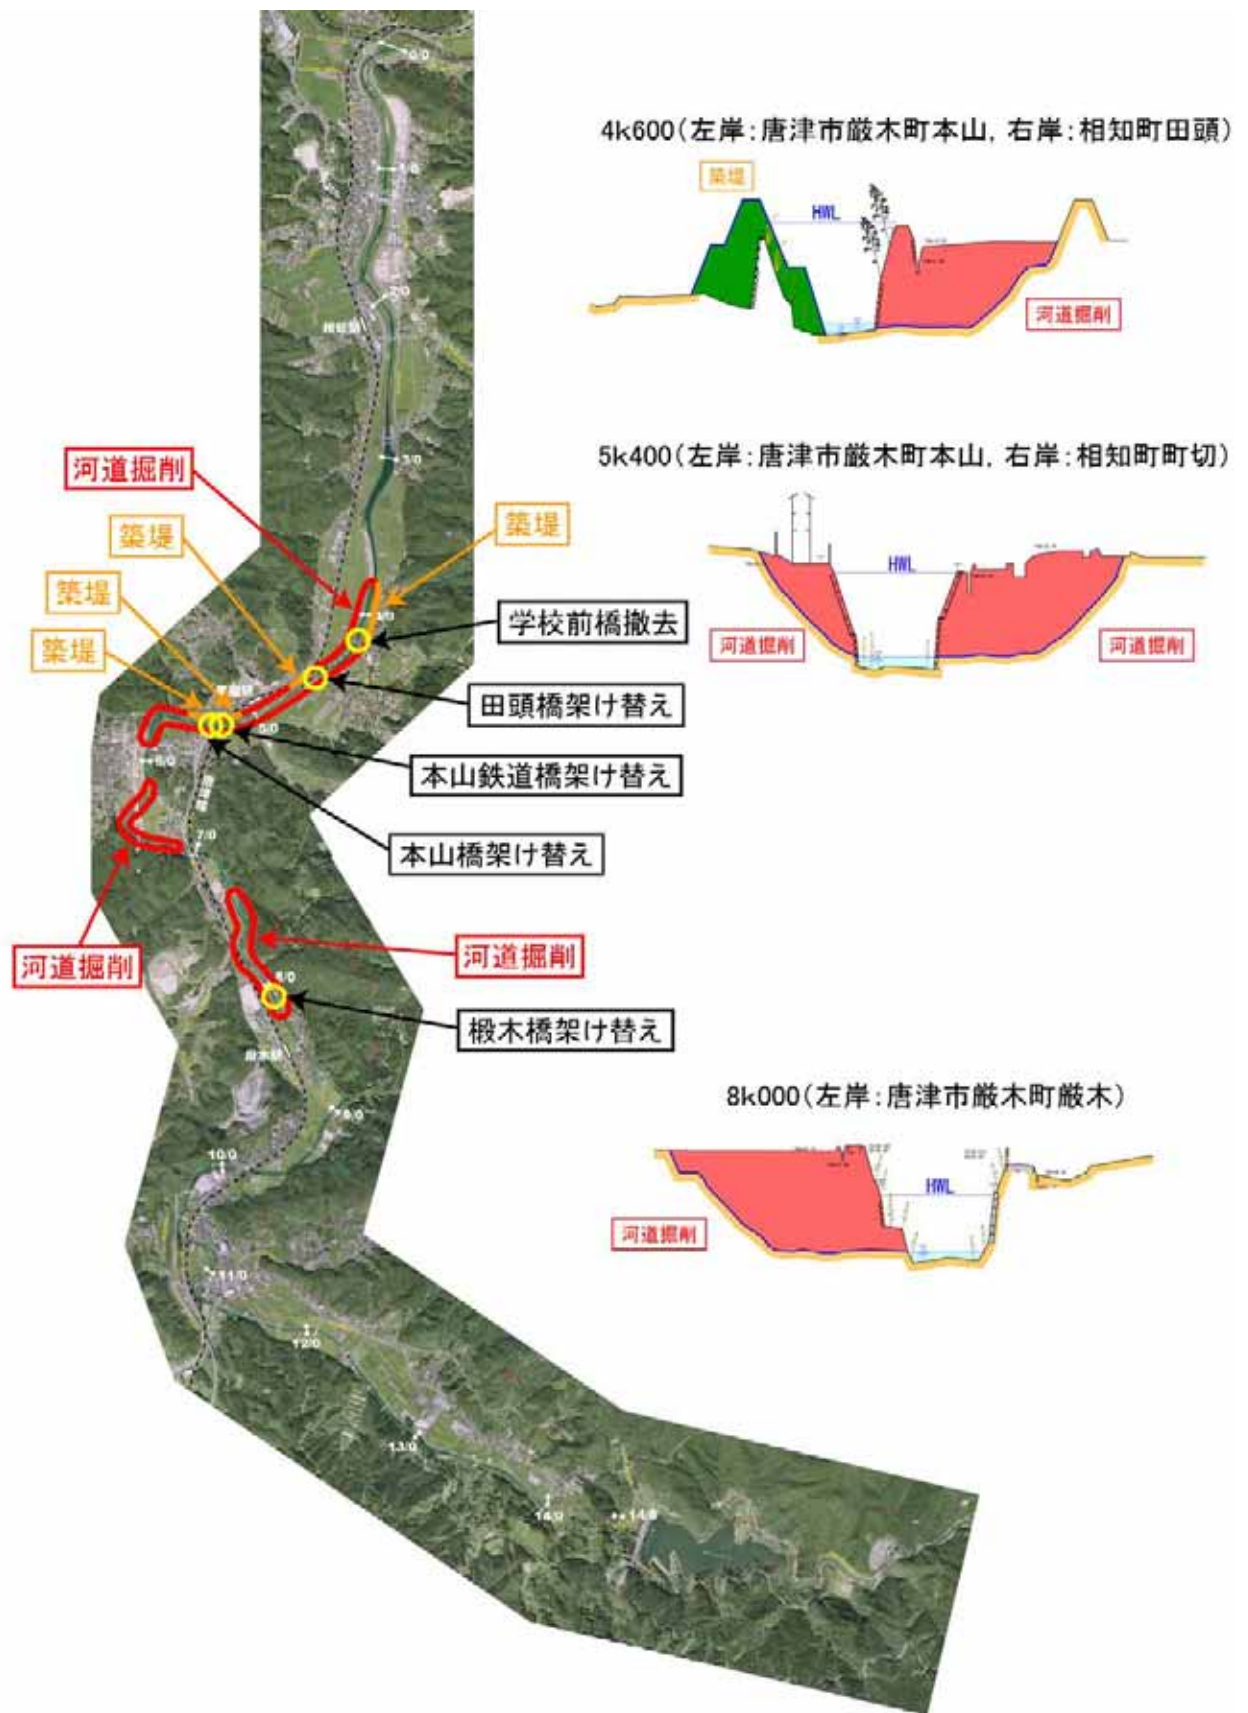 0/0
4k600(左岸:唐津市厳木町本山, 右岸:相知町田頭)
築堤
HWL
河道掘削
1/0
2/0
相知駅
3/0
5k400(左岸:唐津市厳木町本山, 右岸:相知町町切)
HWL
河道掘削
河道掘削
河道掘削
築堤
築堤
築堤
築堤
4/0
学校前橋撤去
田頭橋架け替え
5/0
本山鉄道橋架け替え
6/0
7/0
本山橋架け替え
河道掘削
河道掘削
8/0
椴木橋架け替え
厳木駅
9/0
8k000(左岸:唐津市厳木町厳木)
HWL
河道掘削
10/0
11/0
12/0
13/0
14/0